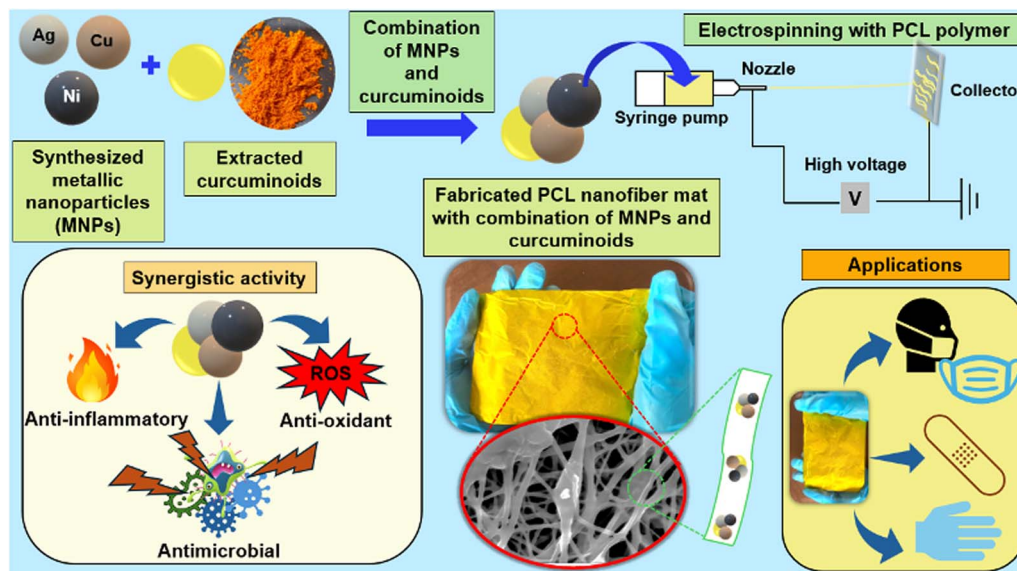 Ag
Cu
Ni
+
Synthesized
metallic
nanoparticles
(MNPs)
Extracted
curcuminoids
Combination
of MNPs
and
curcuminoids
Electrospinning with PCL polymer
Nozzle
Syringe pump
Collecto
High voltage
V
Fabricated PCL nanofiber mat
with combination of MNPs and
curcuminoids
Synergistic activity
Anti-inflammatory
ROS
Anti-oxidant
Antimicrobial
Applications